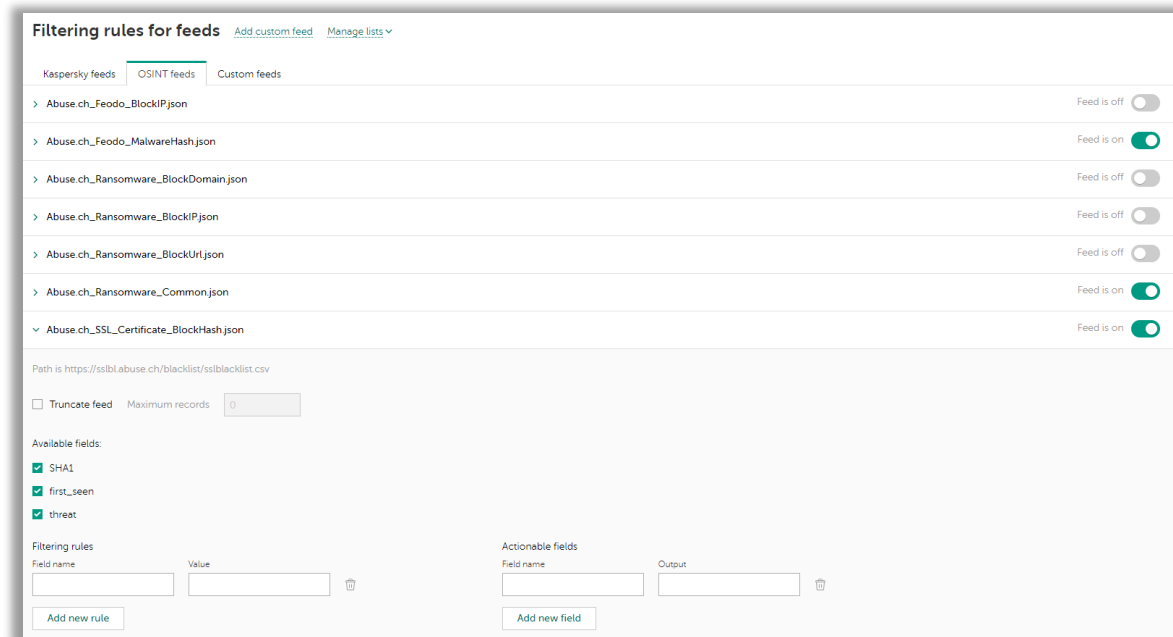 Filtering rules for feeds Add custom feed Manage lists
Kaspersky feeds OSINT feeds Custom feeds
Abuse.ch_Feodo_BlockIP.json Feed is off
Abuse.ch_Feodo_MalwareHash.json Feed is on
Abuse.ch_Ransomware_BlockDomain.json Feed is off
Abuse.ch_Ransomware_BlockIP.json Feed is off
Abuse.ch_Ransomware_BlockUrl.json Feed is off
Abuse.ch_Ransomware_Common.json Feed is on
Abuse.ch_SSL_Certificate_BlockHash.json Feed is on
Path is https://sslbl.abuse.ch/blacklist/sslblacklist.csv
Truncate feed Maximum records 0
Available fields:
SHA1
first_seen
threat
Filtering rules Actionable fields
Field name Value Field name Output
Add new rule Add new field